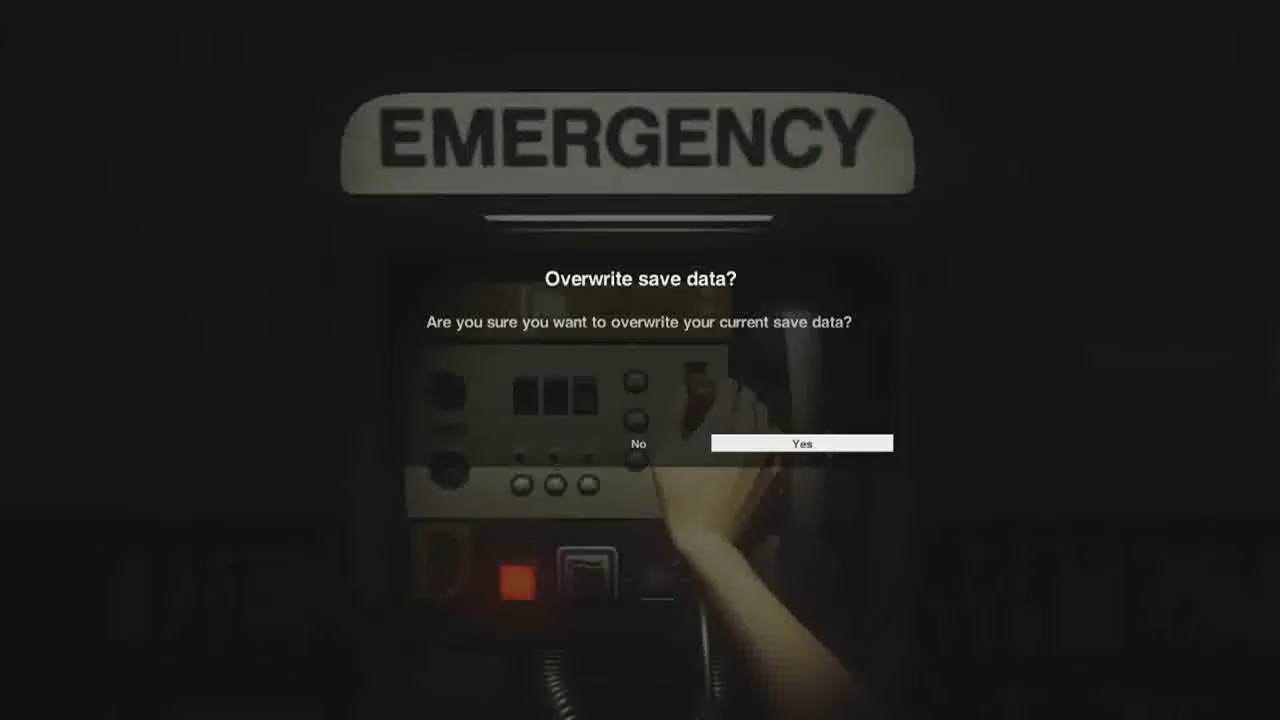 EMERGENCY
Overwrite save data?
Are you sure you want to overwrite your current save data?
No
Yes